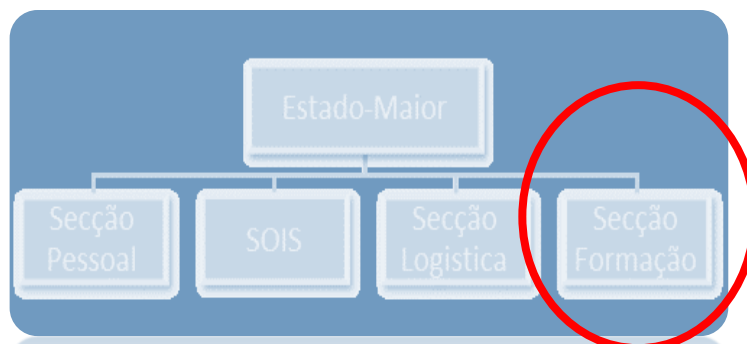 Estado-Maior
Secção
Pessoal
SOIS
Secção
Logistica
Secção
Formação